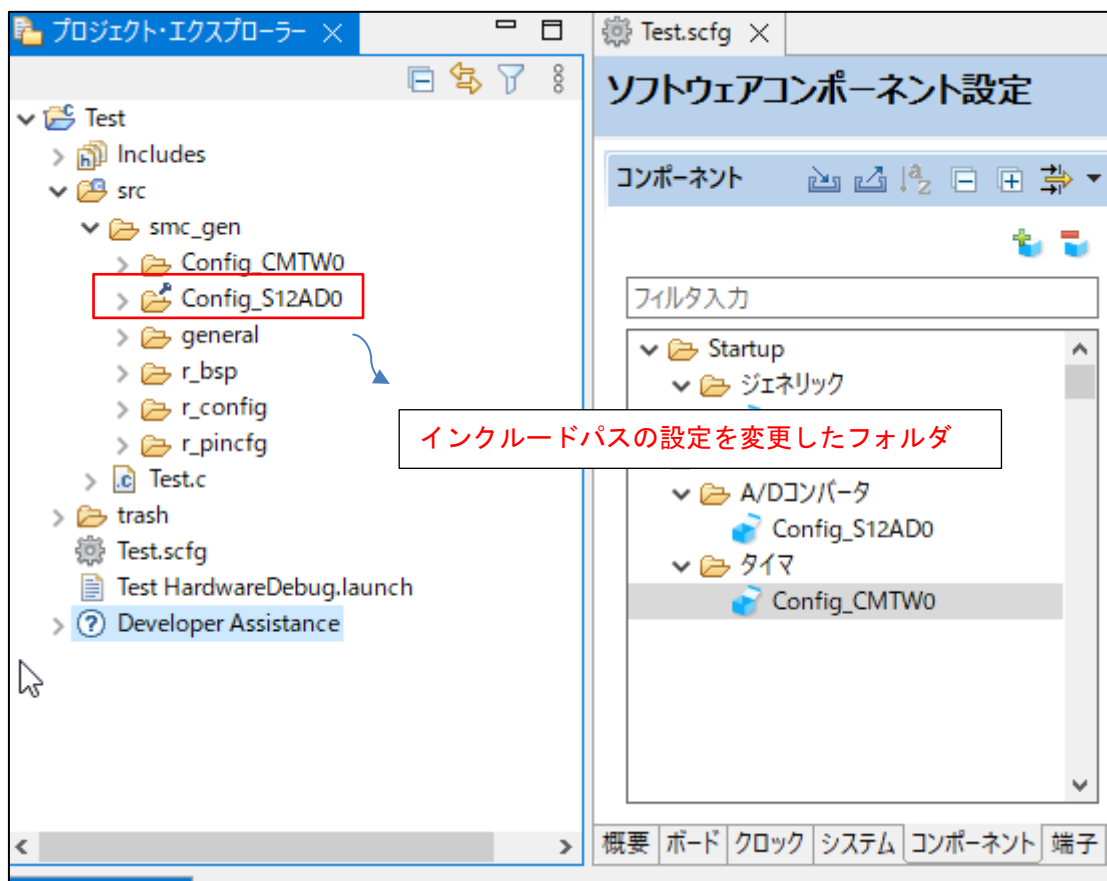 プロジェクト・エクスプローラー
Test
Includes
src
smc_gen
Config_CMTW0
Config_S12AD0
general
r_bsp
r_config
r_pincfg
Test.c
trash
Test.scfg
Test HardwareDebug.launch
Developer Assistance
Test.scfg
ソフトウェアコンポーネント設定
コンポーネント
フィルタ入力
Startup
ジェネリック
インクルードパスの設定を変更したフォルダ
A/Dコンバータ
Config_S12AD0
タイマ
Config_CMTW0
概要 ボード クロック システム コンポーネント 端子